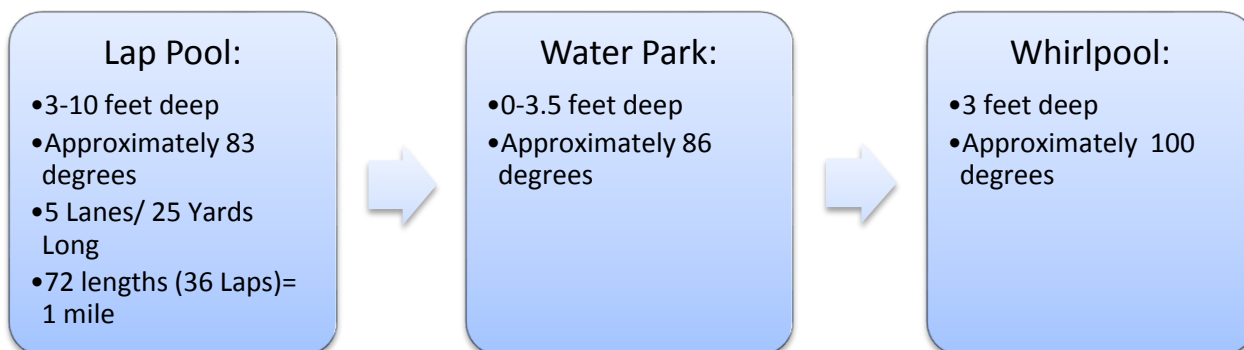 Lap Pool:
•3-10 feet deep
•Approximately 83
degrees
•5 Lanes/ 25 Yards
Long
•72 lengths (36 Laps)=
1 mile
Water Park:
•0-3.5 feet deep
•Approximately 86
degrees
Whirlpool:
•3 feet deep
•Approximately  100
degrees